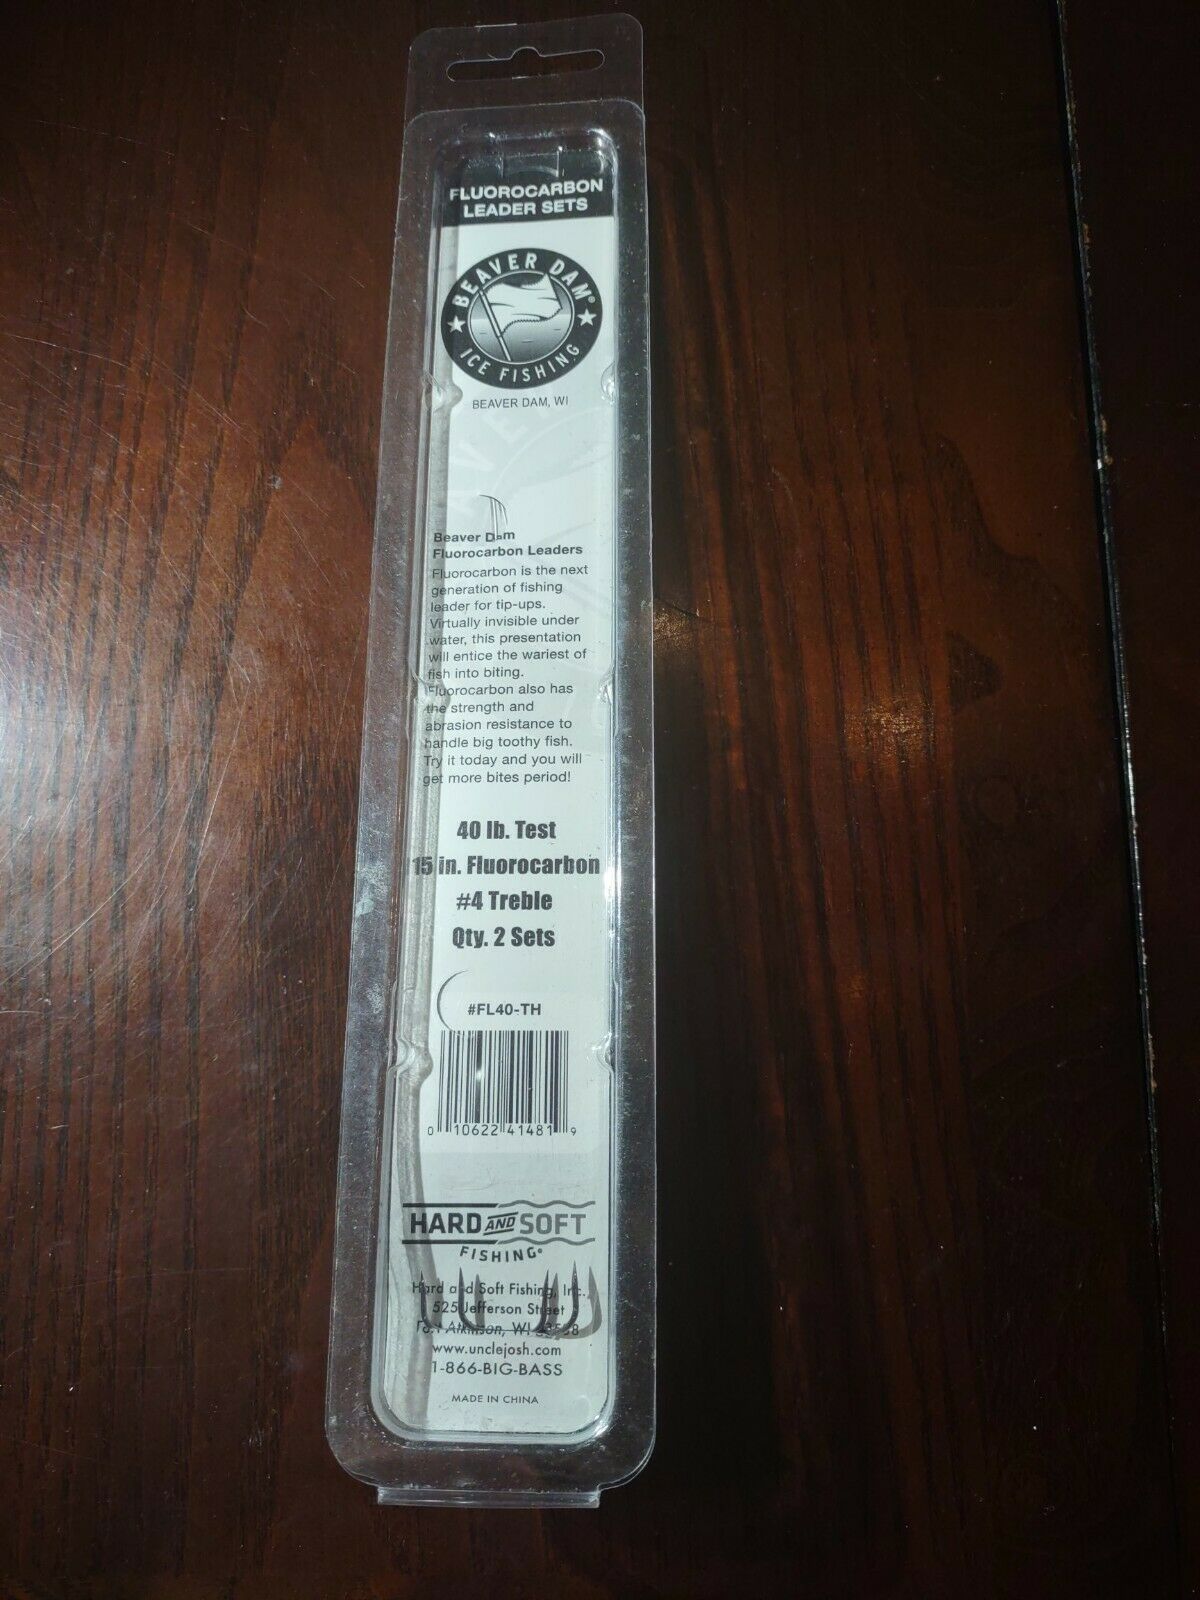 FLUOROCARBON
LEADER SETS
BEAVER DAM®
ICE FISHING
BEAVER DAM, WI
Beaver Dam
Fluorocarbon Leaders
Fluorocarbon is the next
generation of fishing
leader for tip-ups.
Virtually invisible under
water, this presentation
will entice the wariest of
fish into biting.
Fluorocarbon also has
the strength and
abrasion resistance to
handle big toothy fish.
Try it today and you will
get more bites period!
40 lb. Test
15 in. Fluorocarbon
#4 Treble
Qty. 2 Sets
#FL40-TH
0 10622 41481 9
HARD AND SOFT
FISHING®
Hard and Soft Fishing, Inc.,
525 Jefferson Street
Fort Atkinson, WI
www.unclejosh.com
1-866-BIG-BASS
MADE IN CHINA